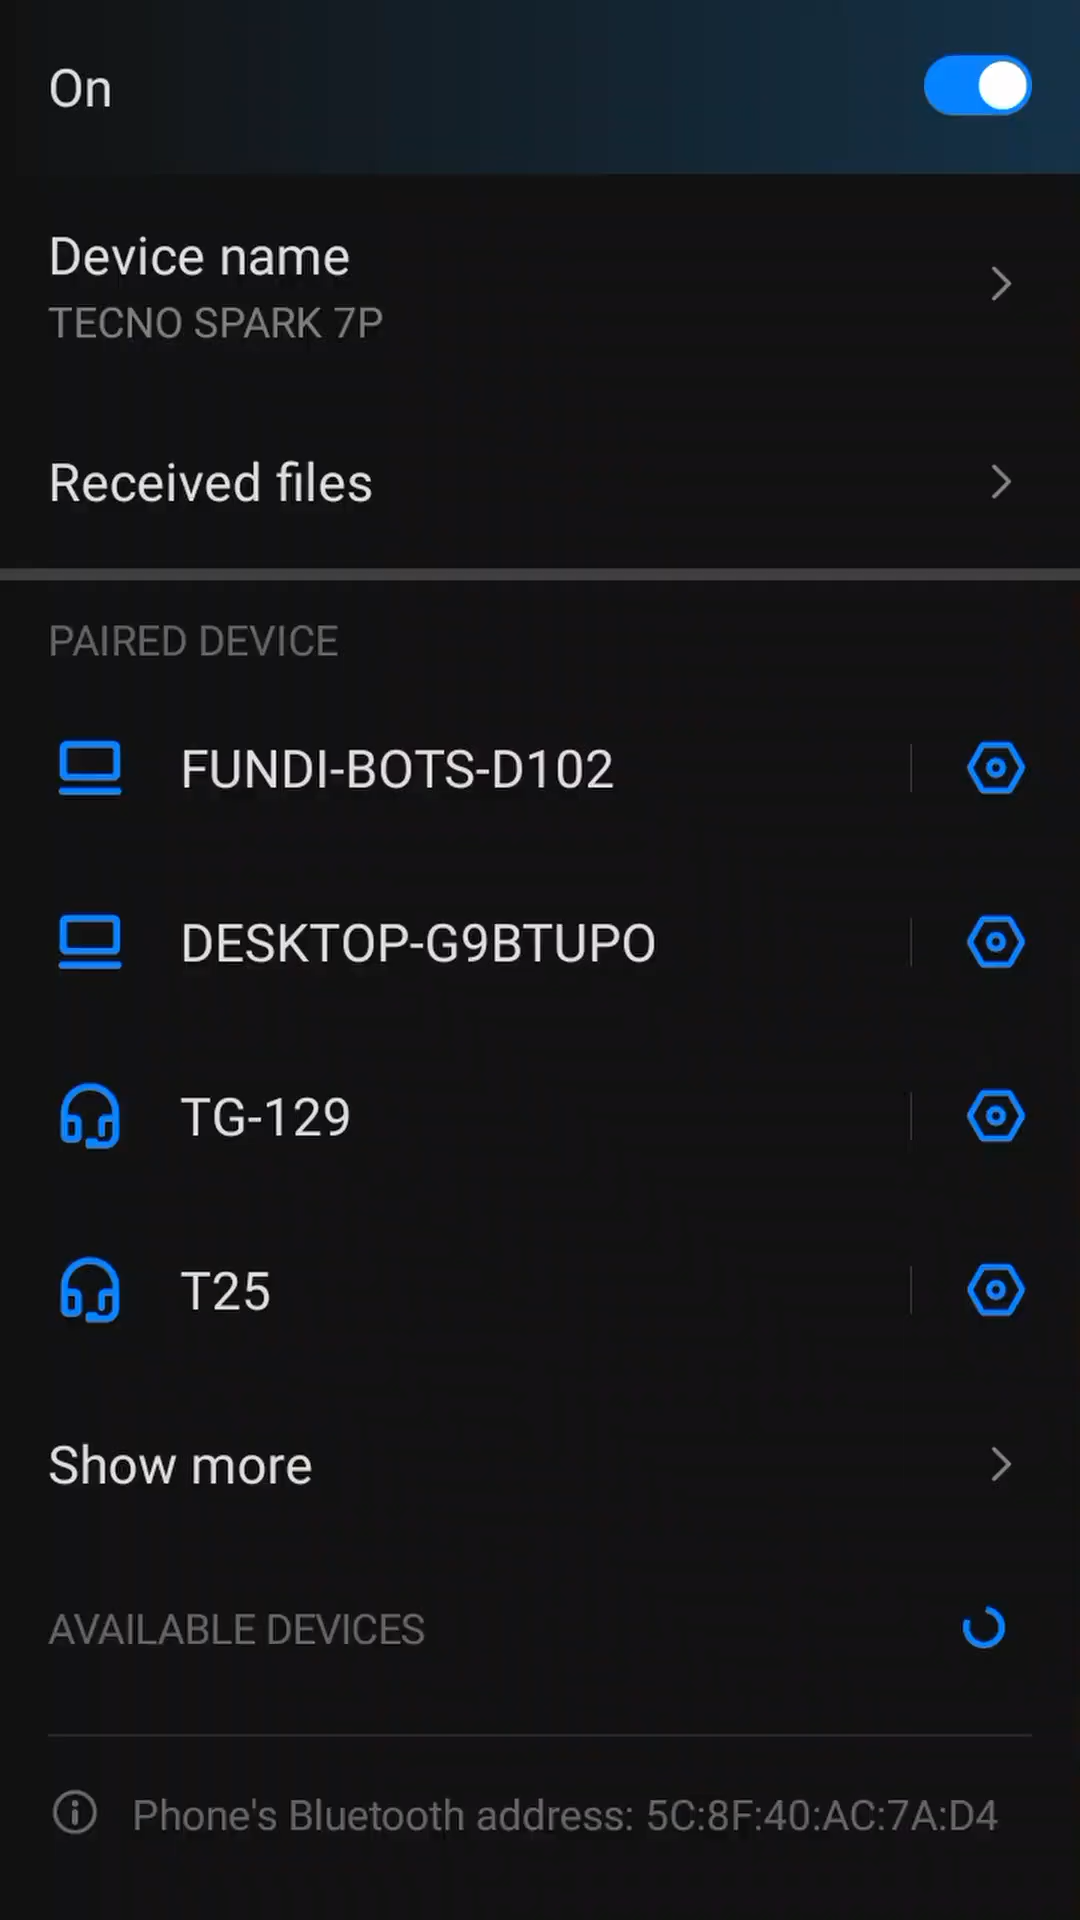 On
Device name
TECNO SPARK 7P
Received files
PAIRED DEVICE
FUNDI-BOTS-D102
DESKTOP-G9BTUPO
TG-129
T25
Show more
AVAILABLE DEVICES
Phone's Bluetooth address: 5C:8F:40:AC:7A:D4